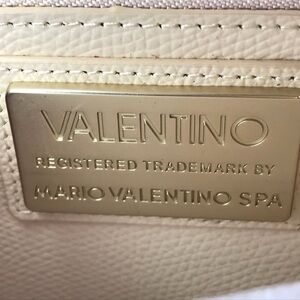 VALENTINO
REGISTERED TRADEMARK BY
MARIO VALENTINO SPA